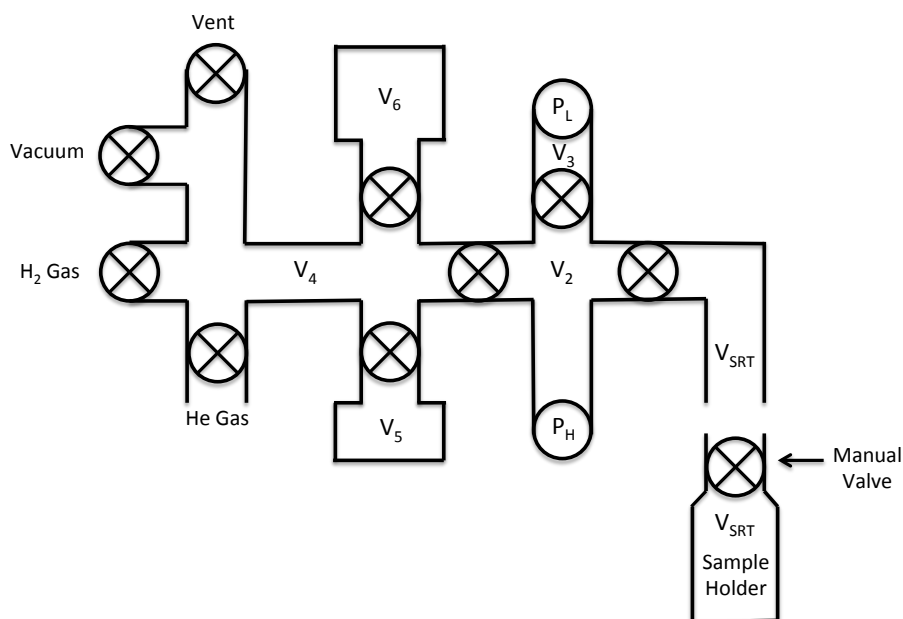 Vent
V6
PL
V3
Vacuum
H2 Gas
V4
V2
VSRT
He Gas
V5
PH
Manual
Valve
VSRT
Sample
Holder